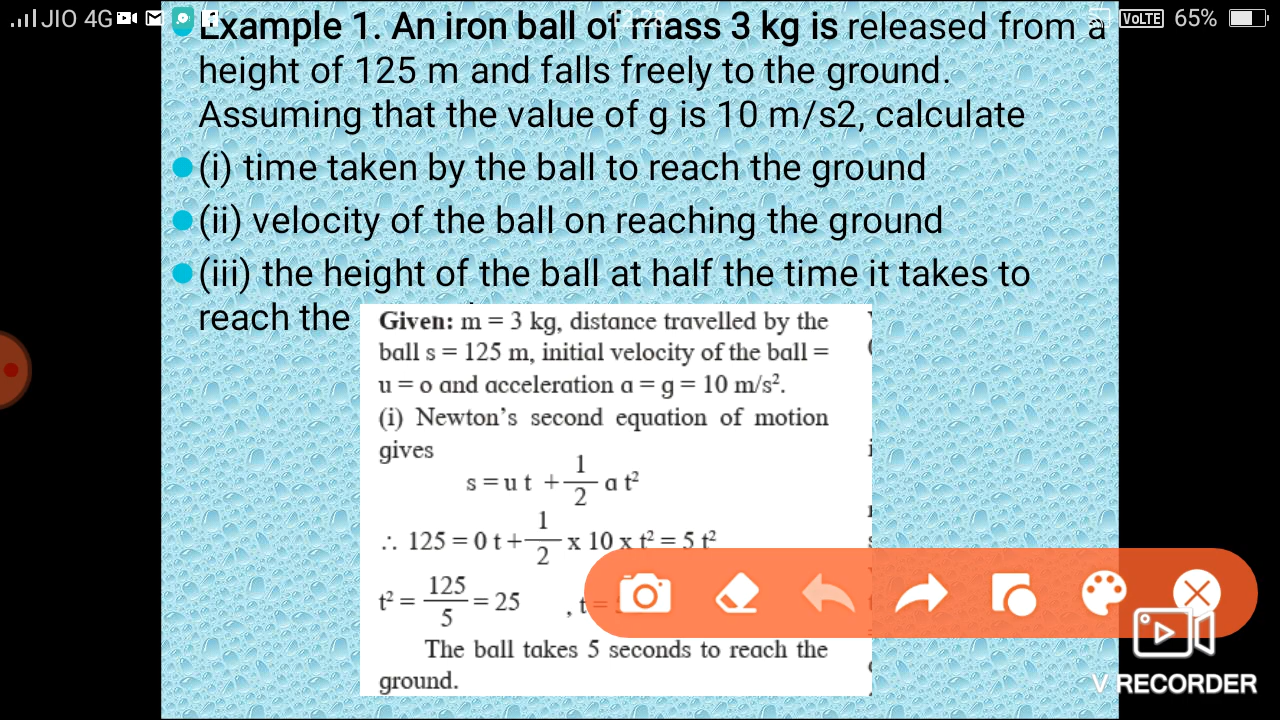 JIO 4G
VoLTE 65%
Example 1. An iron ball of mass 3 kg is released from a
height of 125 m and falls freely to the ground.
Assuming that the value of g is 10 m/s2, calculate
(i) time taken by the ball to reach the ground
(ii) velocity of the ball on reaching the ground
(iii) the height of the ball at half the time it takes to
reach the
Given: m = 3 kg, distance travelled by the
ball s = 125 m, initial velocity of the ball =
u = o and acceleration a = g = 10 m/s².
(i) Newton's second equation of motion
gives
s = u t + 1/2 a t²
∴ 125 = 0 t + 1/2 x 10 x t² = 5 t²
t² = 125/5 = 25 , t =
The ball takes 5 seconds to reach the
ground.
V RECORDER